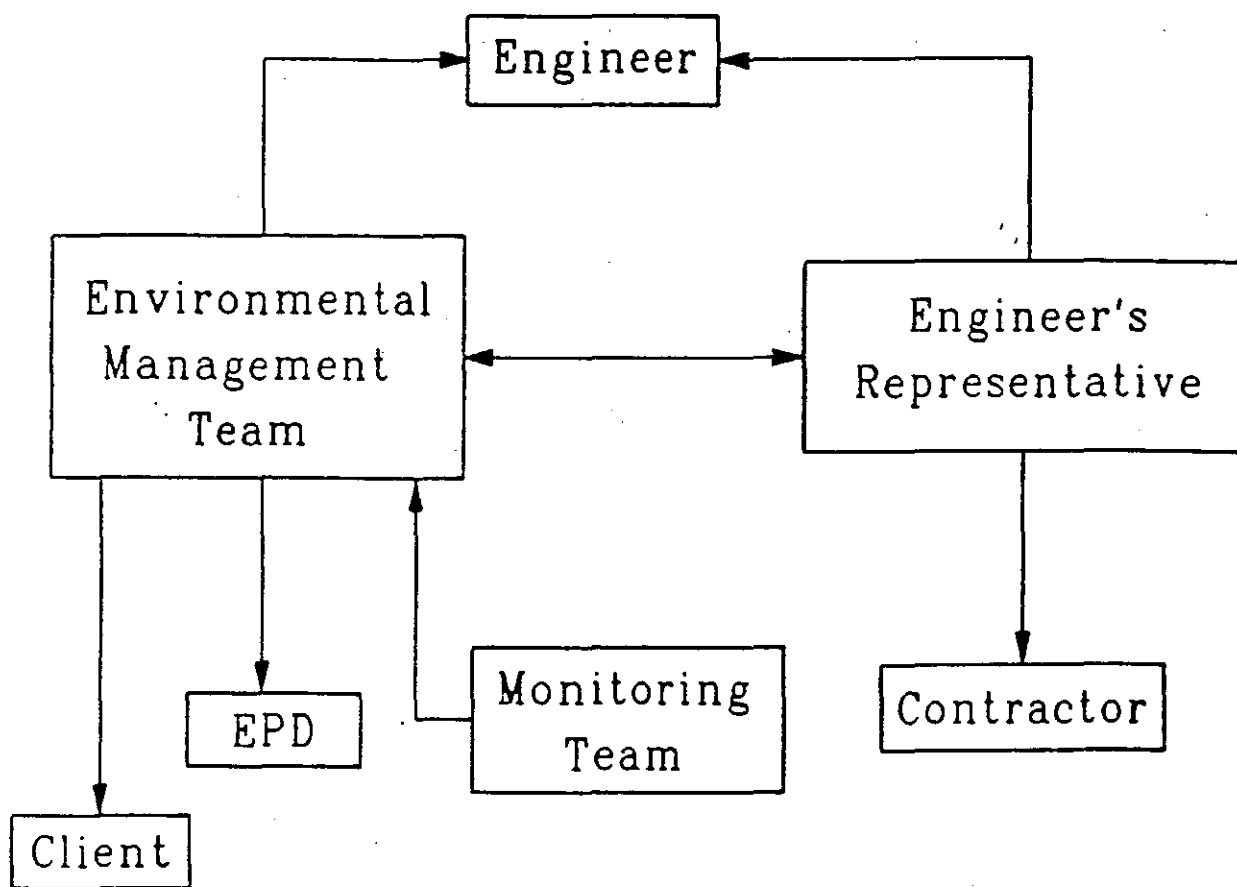 Engineer
Environmental
Management
Team
Engineer's
Representative
Monitoring
Team
Contractor
EPD
Client